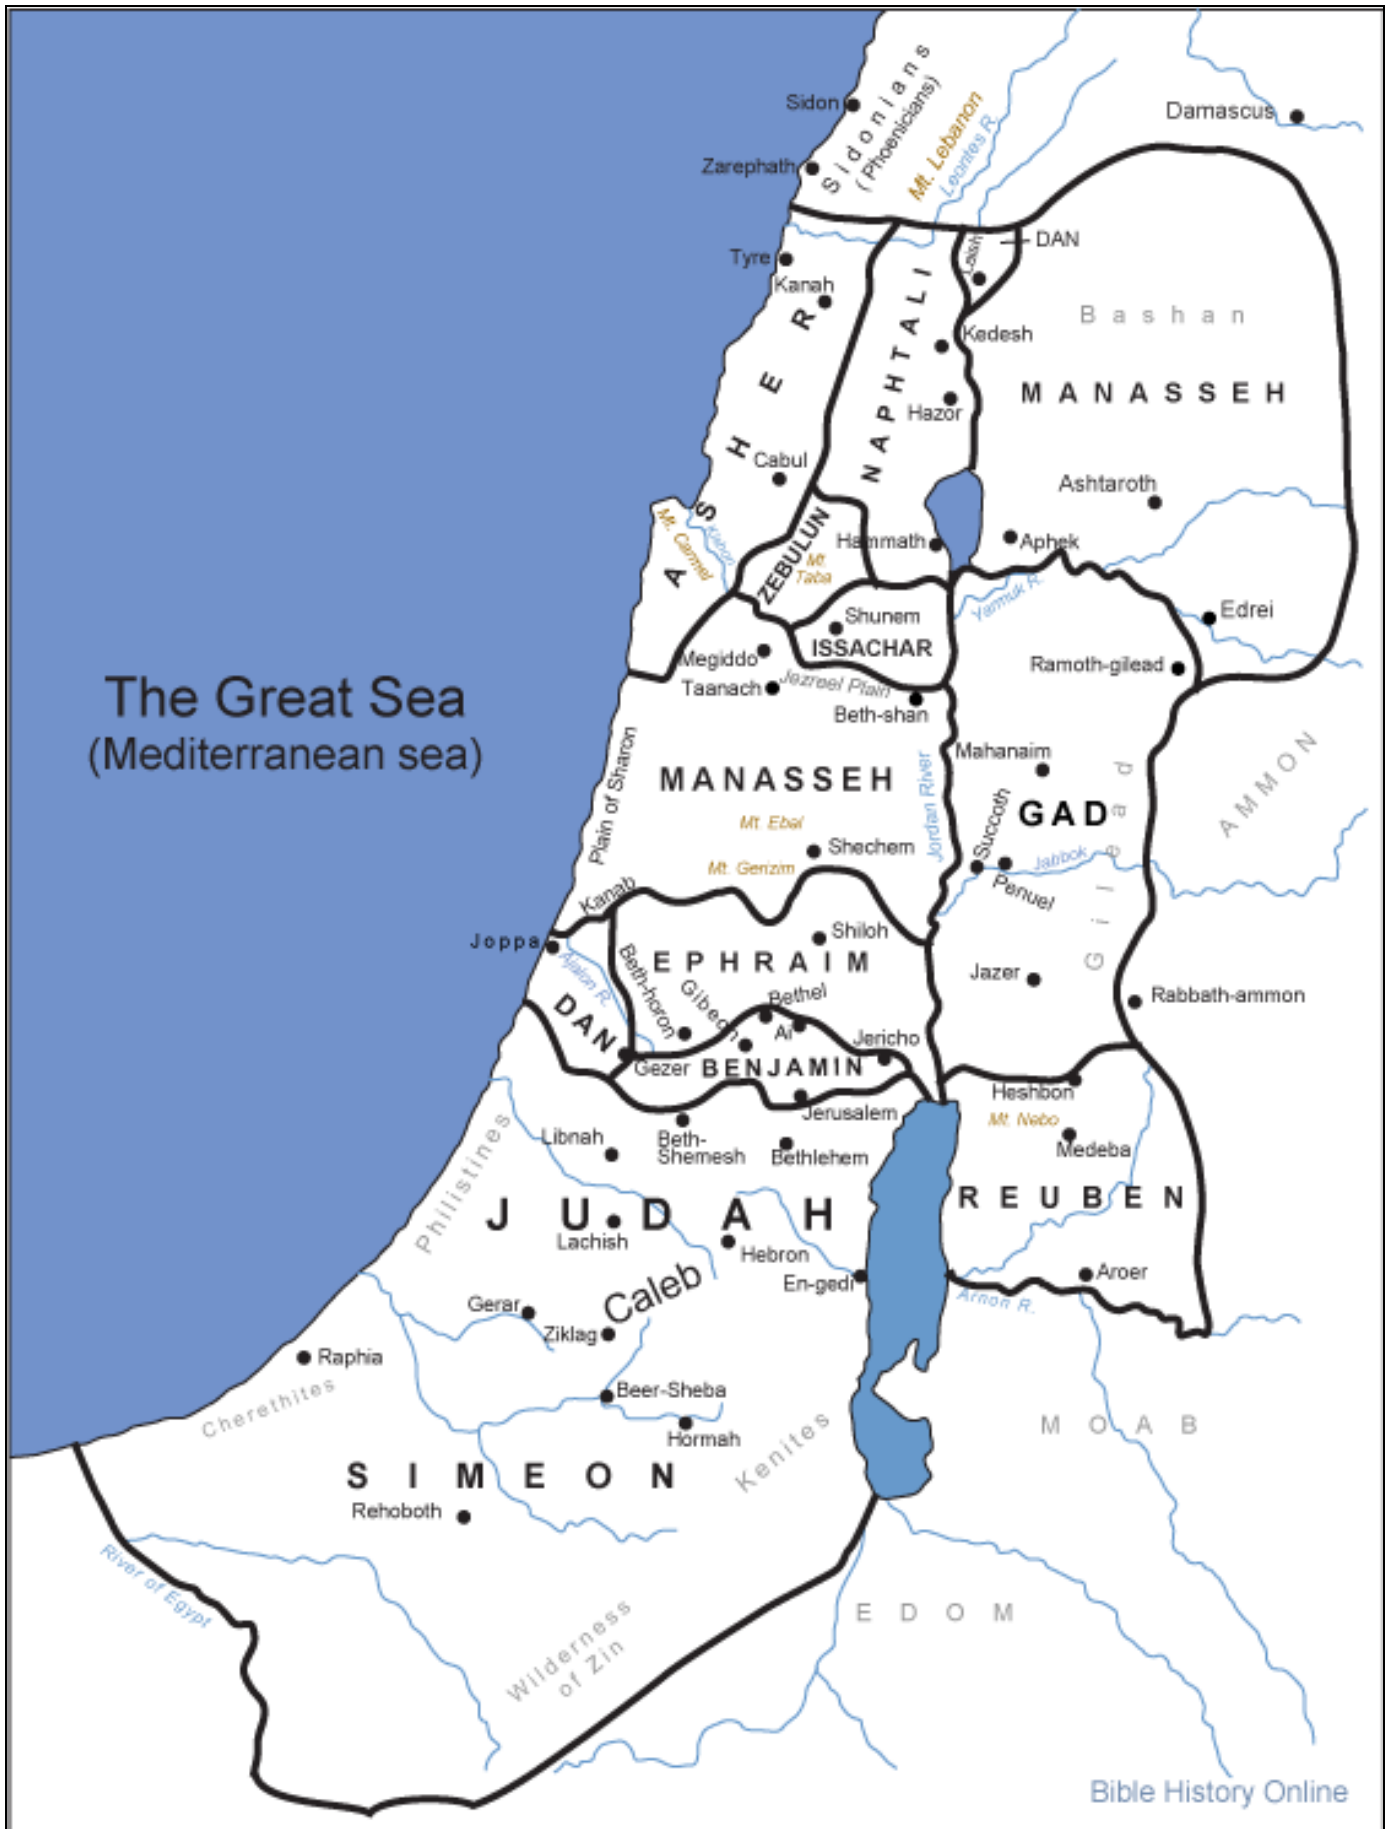 Sidon
Sidonians
(Phoenicians)
Mt. Lebanon
Leontes R.
Damascus
Zarephath
Tyre
Kanah
Laish
DAN
Bashan
Kedesh
NAPHTALI
MANASSEH
Hazor
ASHER
Cabul
Ashtaroth
Mt. Carmel
Kishon
ZEBULUN
Mt.
Taba
Hammath
Aphek
Yarmuk R.
Edrei
Shunem
ISSACHAR
Megiddo
Taanach
Jezreel Plain
Beth-shan
Ramoth-gilead
The Great Sea
(Mediterranean sea)
Plain of Sharon
MANASSEH
Mahanaim
AMMON
Jordan River
GAD
Gilead
Mt. Ebal
Shechem
Mt. Gerizim
Succoth
Jabbok
Penuel
Kanab
Joppa
Shiloh
EPHRAIM
Ajalon R.
Beth-horon
Gibeon
Bethel
Ai
Jazer
Rabbath-ammon
DAN
Gezer
BENJAMIN
Jericho
Heshbon
Jerusalem
Mt. Nebo
Medeba
Libnah
Beth-
Shemesh
Bethlehem
Philistines
JUDAH
REUBEN
Lachish
Hebron
En-gedi
Aroer
Arnon R.
Caleb
Gerar
Ziklag
Raphia
Cherethites
Beer-Sheba
Hormah
Kenites
MOAB
SIMEON
Rehoboth
River of Egypt
Wilderness
of Zin
EDOM
Bible History Online